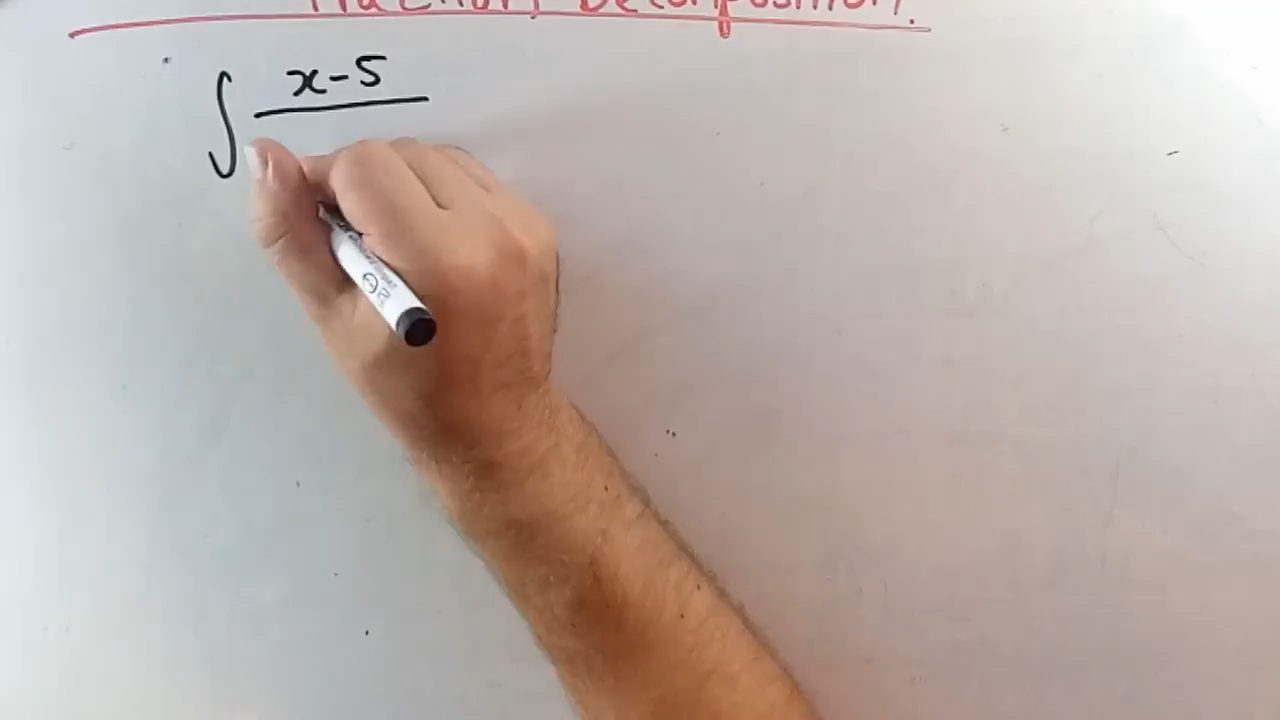 Fraction Decomposition.
∫ x-5